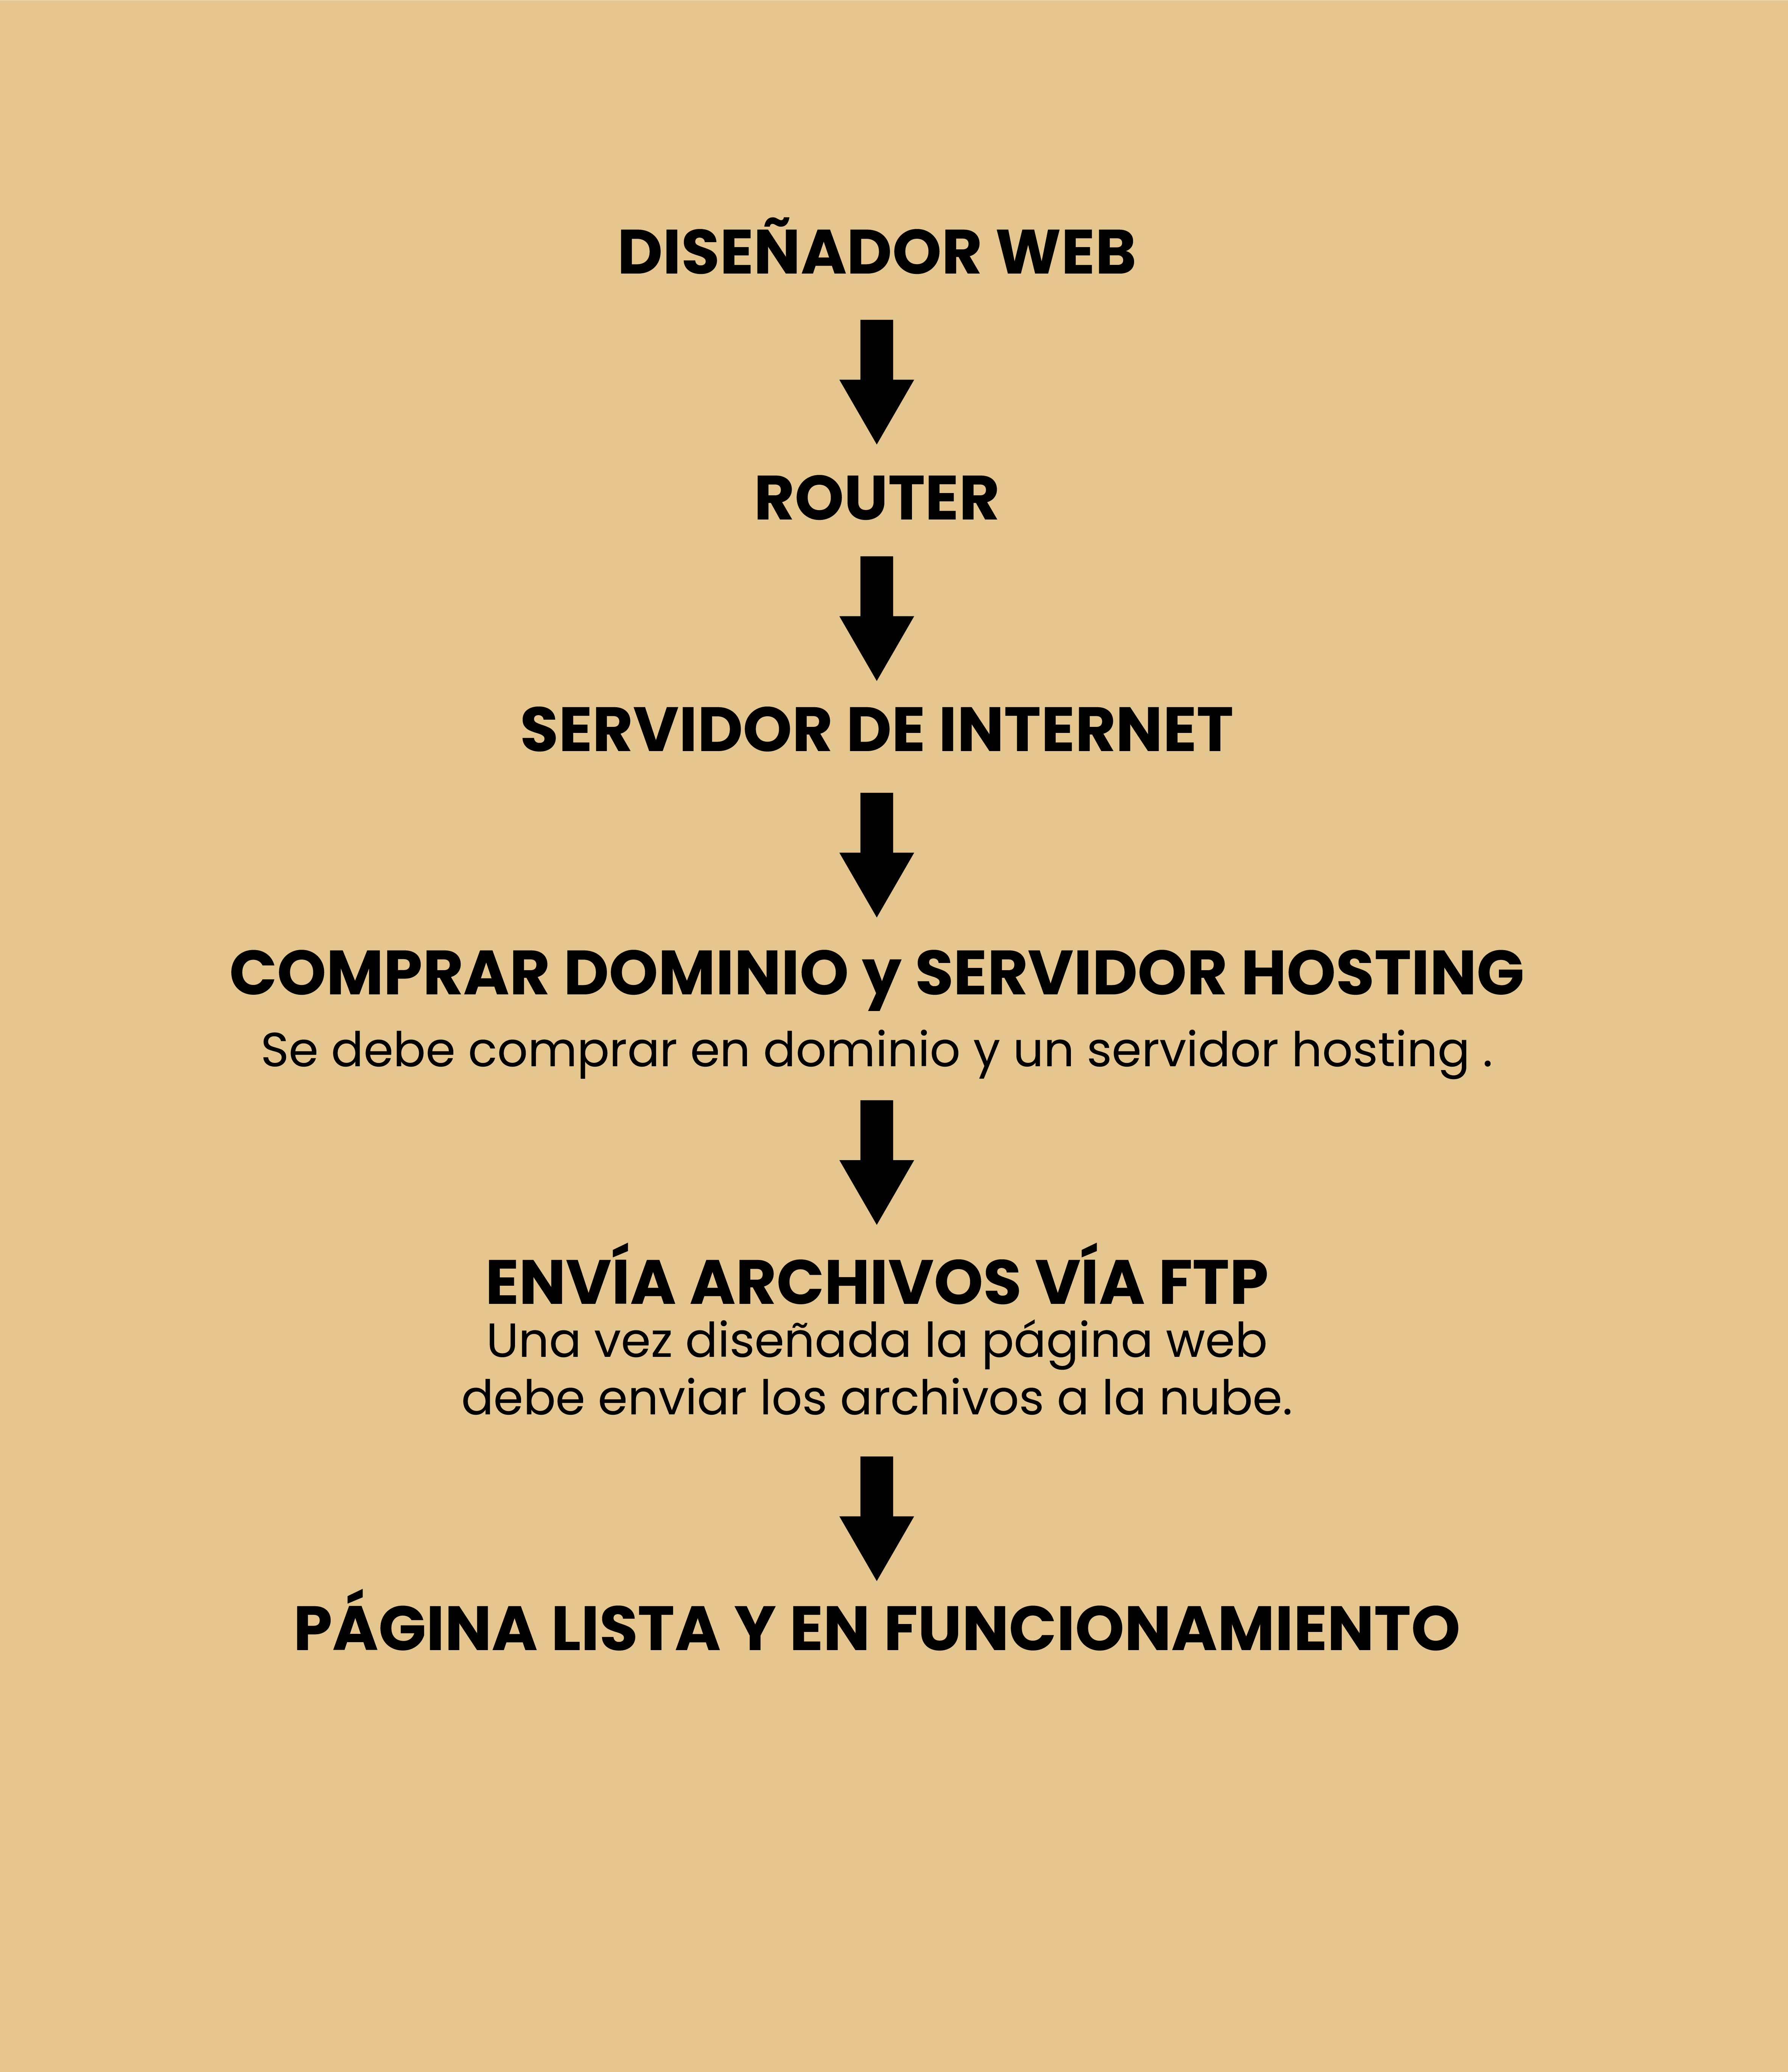 DISEÑADOR WEB
ROUTER
SERVIDOR DE INTERNET
COMPRAR DOMINIO y SERVIDOR HOSTING
Se debe comprar en dominio y un servidor hosting .
ENVÍA ARCHIVOS VÍA FTP
Una vez diseñada la página web
debe enviar los archivos a la nube.
PÁGINA LISTA Y EN FUNCIONAMIENTO